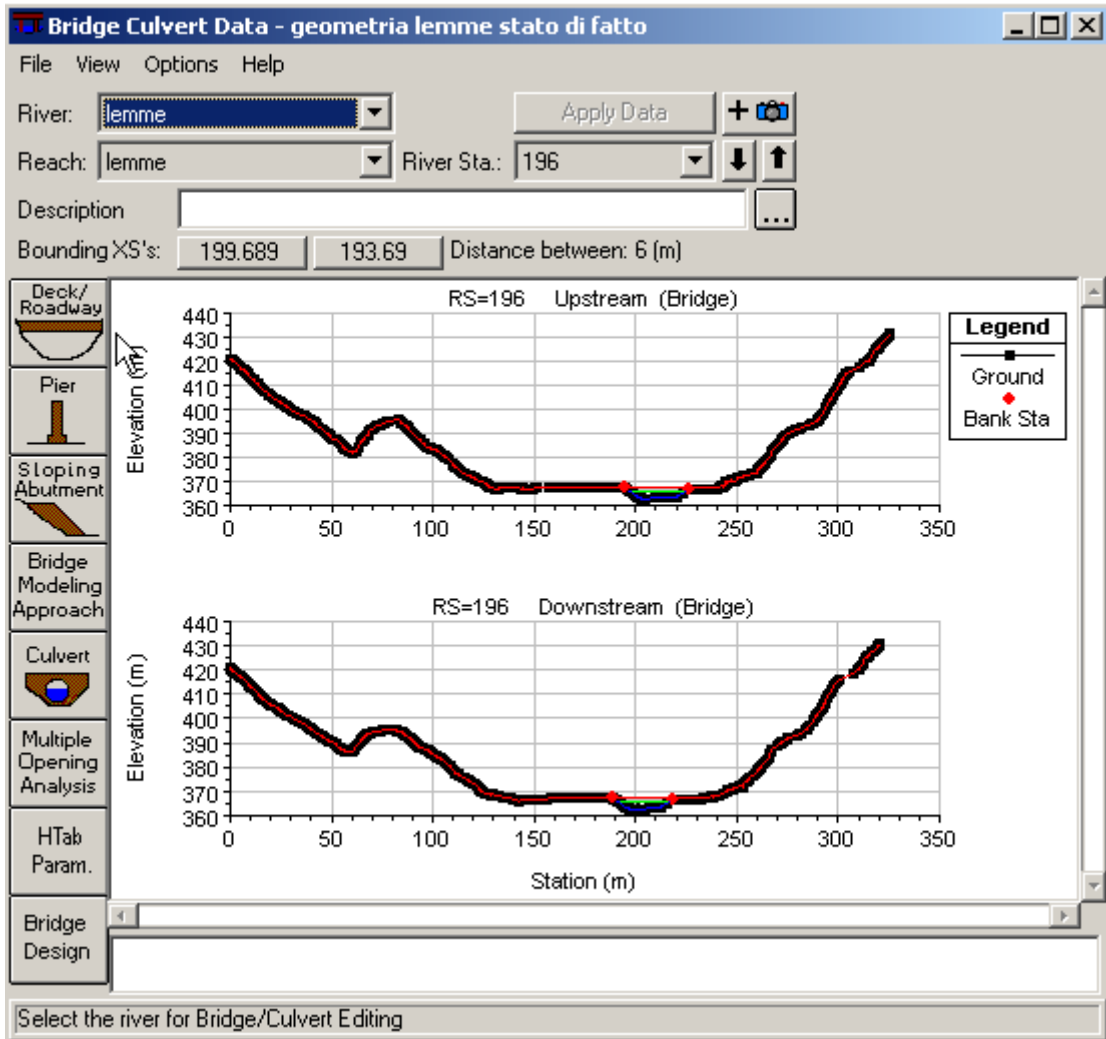 Bridge Culvert Data - geometria lemme stato di fatto
File View Options Help
River: lemme Apply Data +
Reach: lemme River Sta.: 196
Description ...
Bounding XS's: 199.689 193.69 Distance between: 6 (m)
Deck/
Roadway
Pier
Sloping
Abutment
Bridge
Modeling
Approach
Culvert
Multiple
Opening
Analysis
HTab
Param.
Bridge
Design
RS=196 Upstream (Bridge)
Elevation (m)
440
430
420
410
400
390
380
370
360
0 50 100 150 200 250 300 350
Legend
Ground
Bank Sta
RS=196 Downstream (Bridge)
Elevation (m)
440
430
420
410
400
390
380
370
360
0 50 100 150 200 250 300 350
Station (m)
Select the river for Bridge/Culvert Editing